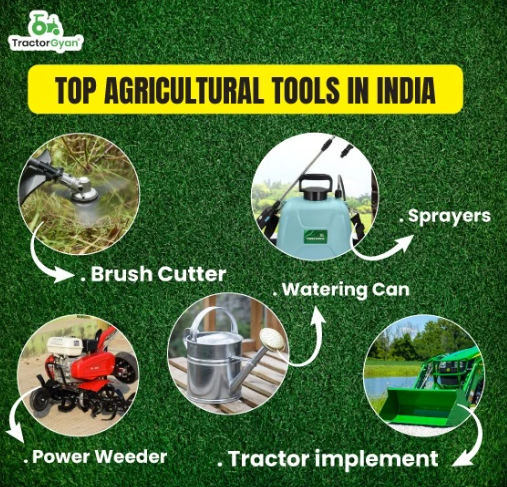 TractorGyan
TOP AGRICULTURAL TOOLS IN INDIA
. Sprayers
. Brush Cutter
. Watering Can
. Power Weeder
. Tractor implement